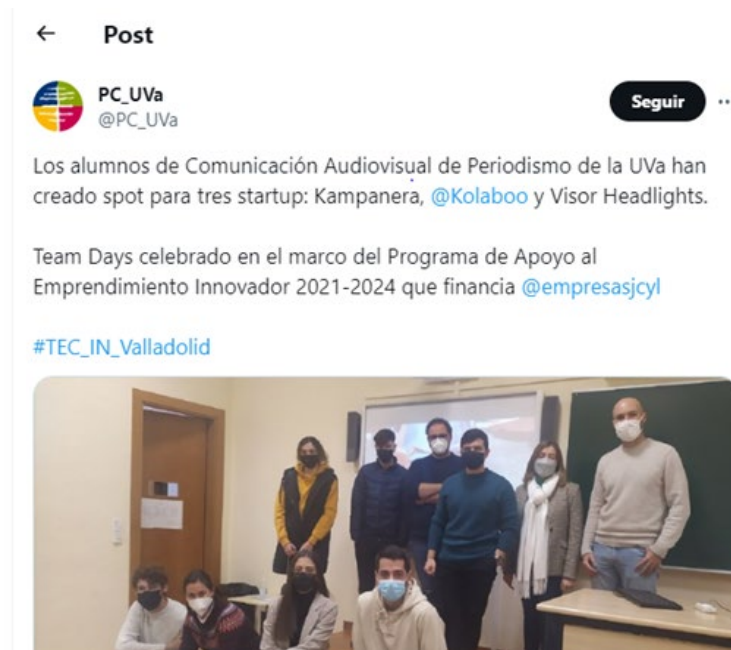 Post
PC_UVa
@PC_UVa
Seguir
Los alumnos de Comunicación Audiovisual de Periodismo de la UVa han
creado spot para tres startup: Kampanera, @Kolaboo y Visor Headlights.
Team Days celebrado en el marco del Programa de Apoyo al
Emprendimiento Innovador 2021-2024 que financia @empresasjcyl
#TEC_IN_Valladolid